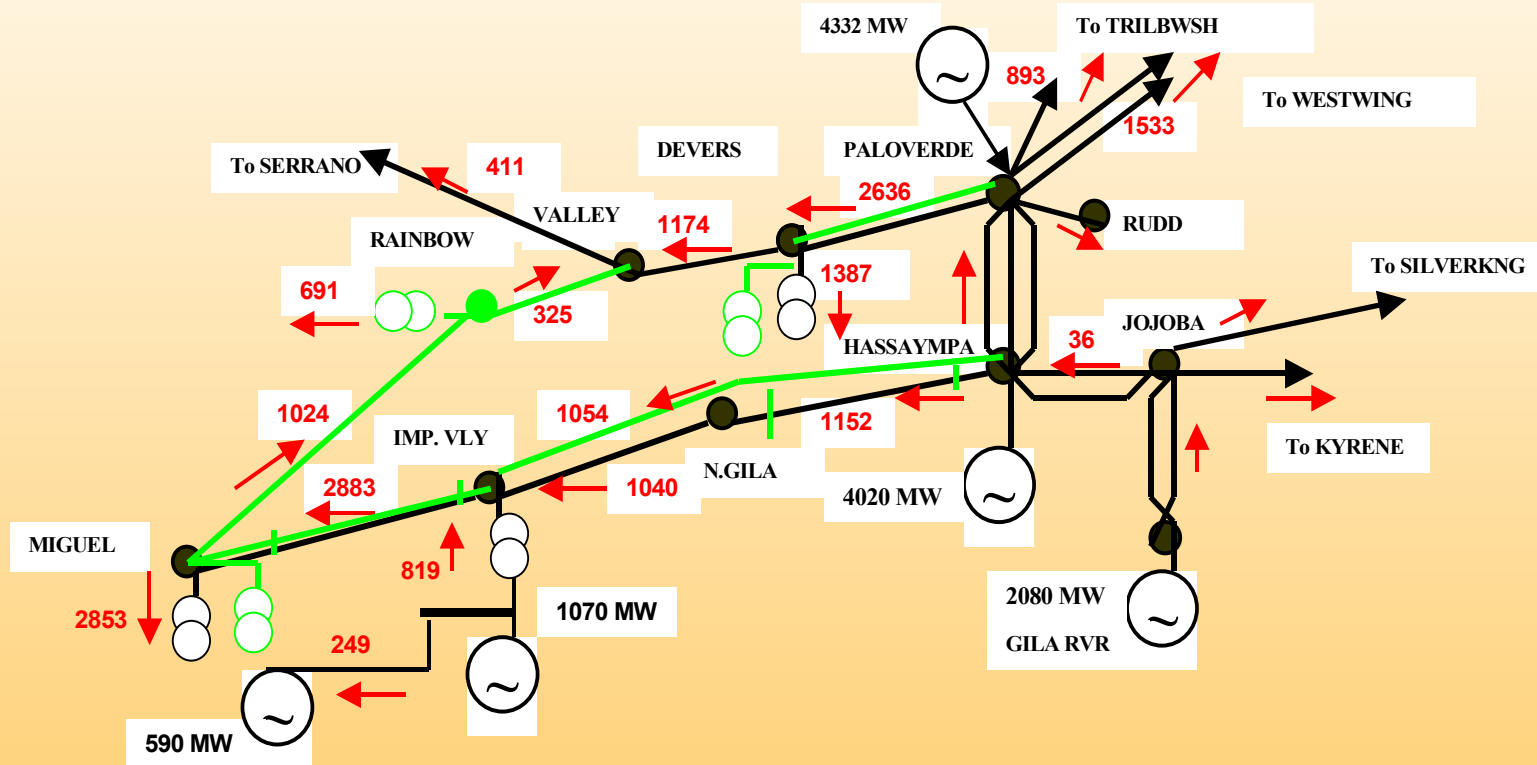 4332 MW
To TRILBWSH
893
To WESTWING
1533
DEVERS
PALOVERDE
To SERRANO
411
2636
VALLEY
1174
RUDD
RAINBOW
To SILVERKNG
691
1387
325
JOJOBA
HASSAYMPA
36
1024
1054
IMP. VLY
1152
To KYRENE
N.GILA
2883
1040
4020 MW
MIGUEL
819
2080 MW
GILA RVR
1070 MW
2853
249
590 MW
~
~
~
~
~